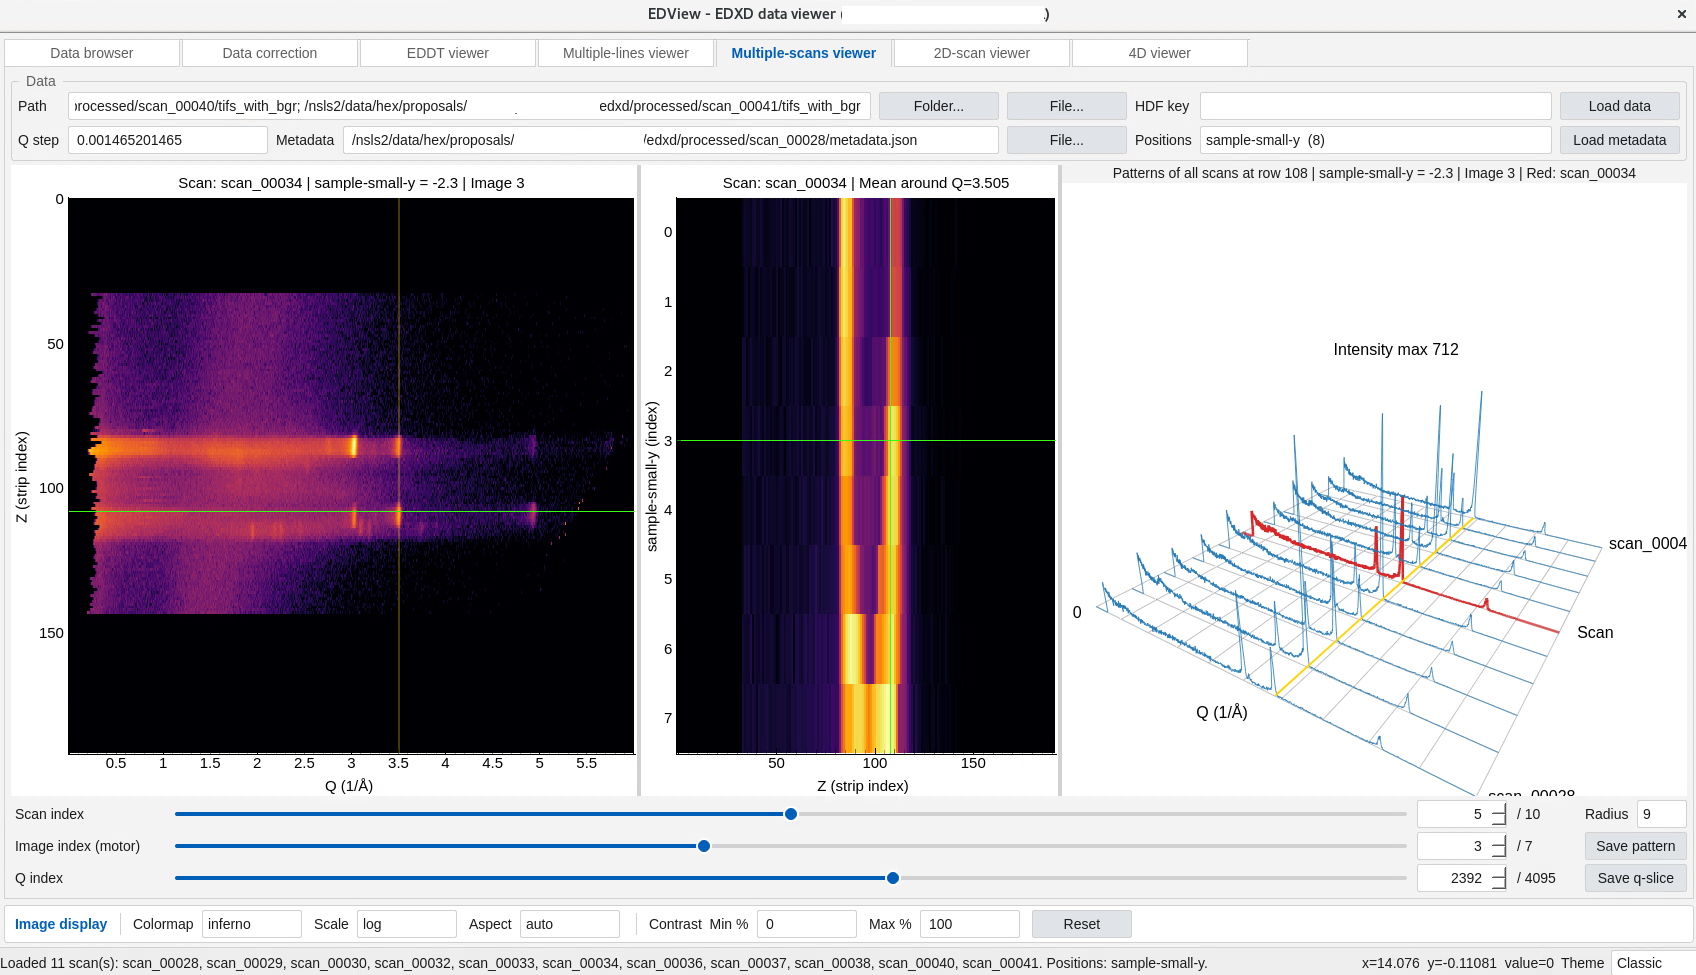 EDView - EDXD data viewer ( .)
×
Data browser Data correction EDDT viewer Multiple-lines viewer Multiple-scans viewer 2D-scan viewer 4D viewer
Data
Path rocessed/scan_00040/tifs_with_bgr; /nsls2/data/hex/proposals/ edxd/processed/scan_00041/tifs_with_bgr Folder... File... HDF key Load data
Q step 0.001465201465 Metadata /nsls2/data/hex/proposals/ /edxd/processed/scan_00028/metadata.json File... Positions sample-small-y (8) Load metadata
Scan: scan_00034 | sample-small-y = -2.3 | Image 3
0
50
100
150
Z (strip index)
0.5 1 1.5 2 2.5 3 3.5 4 4.5 5 5.5
Q (1/Å)
Scan: scan_00034 | Mean around Q=3.505
0
1
2
3
4
5
6
7
sample-small-y (index)
50 100 150
Z (strip index)
Patterns of all scans at row 108 | sample-small-y = -2.3 | Image 3 | Red: scan_00034
Intensity max 712
scan_0004
0
Scan
Q (1/Å)
scan_00028
Scan index 5 / 10 Radius 9
Image index (motor) 3 / 7 Save pattern
Q index 2392 / 4095 Save q-slice
Image display Colormap inferno Scale log Aspect auto Contrast Min % 0 Max % 100 Reset
Loaded 11 scan(s): scan_00028, scan_00029, scan_00030, scan_00032, scan_00033, scan_00034, scan_00036, scan_00037, scan_00038, scan_00040, scan_00041. Positions: sample-small-y. x=14.076 y=-0.11081 value=0 Theme Classic